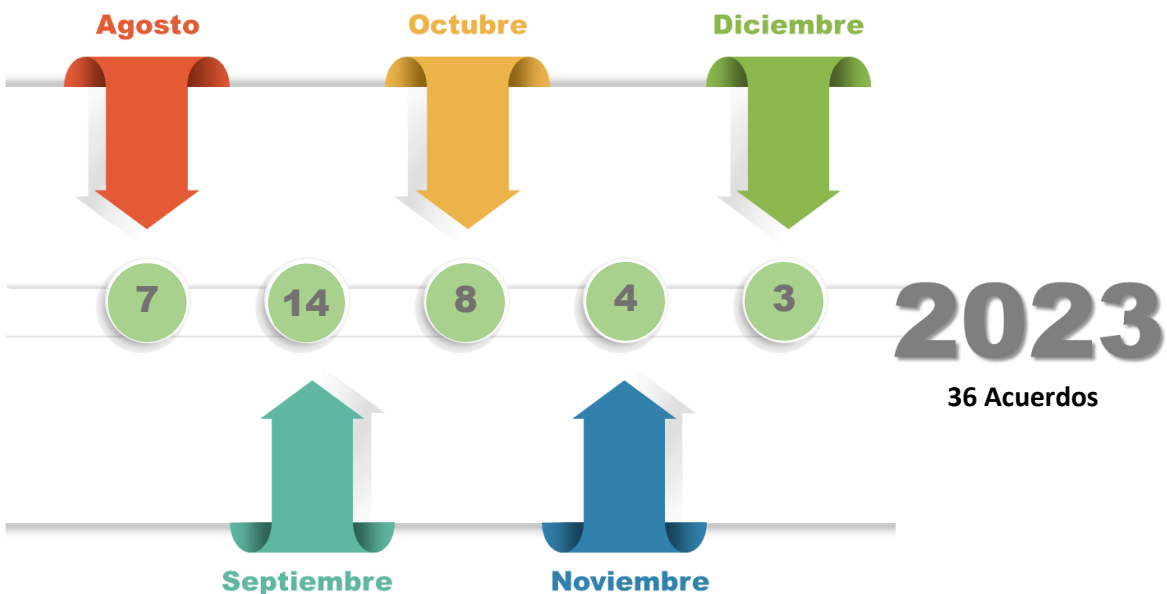 Agosto
Octubre
Diciembre
7
14
8
4
3
2023
36 Acuerdos
Septiembre
Noviembre